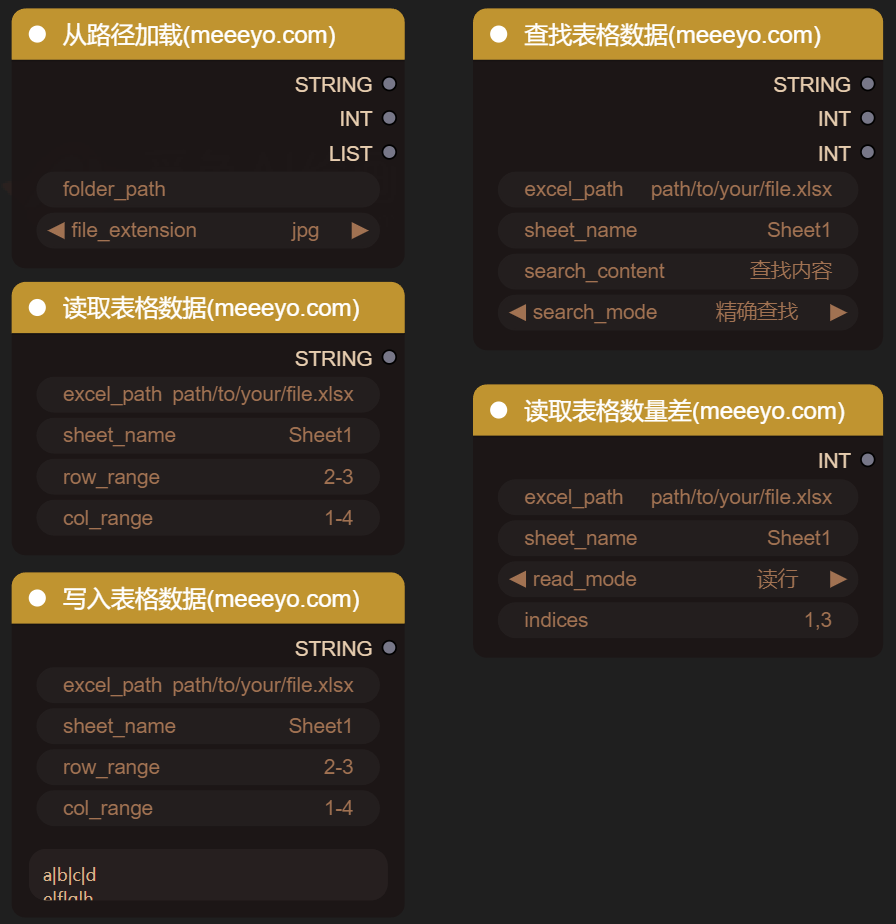 从路径加载(meeeyo.com)
STRING
INT
LIST
folder_path
file_extension jpg
读取表格数据(meeeyo.com)
STRING
excel_path path/to/your/file.xlsx
sheet_name Sheet1
row_range 2-3
col_range 1-4
写入表格数据(meeeyo.com)
STRING
excel_path path/to/your/file.xlsx
sheet_name Sheet1
row_range 2-3
col_range 1-4
a|b|c|d
e|f|g|h
查找表格数据(meeeyo.com)
STRING
INT
INT
excel_path path/to/your/file.xlsx
sheet_name Sheet1
search_content 查找内容
search_mode 精确查找
读取表格数量差(meeeyo.com)
INT
excel_path path/to/your/file.xlsx
sheet_name Sheet1
read_mode 读行
indices 1,3